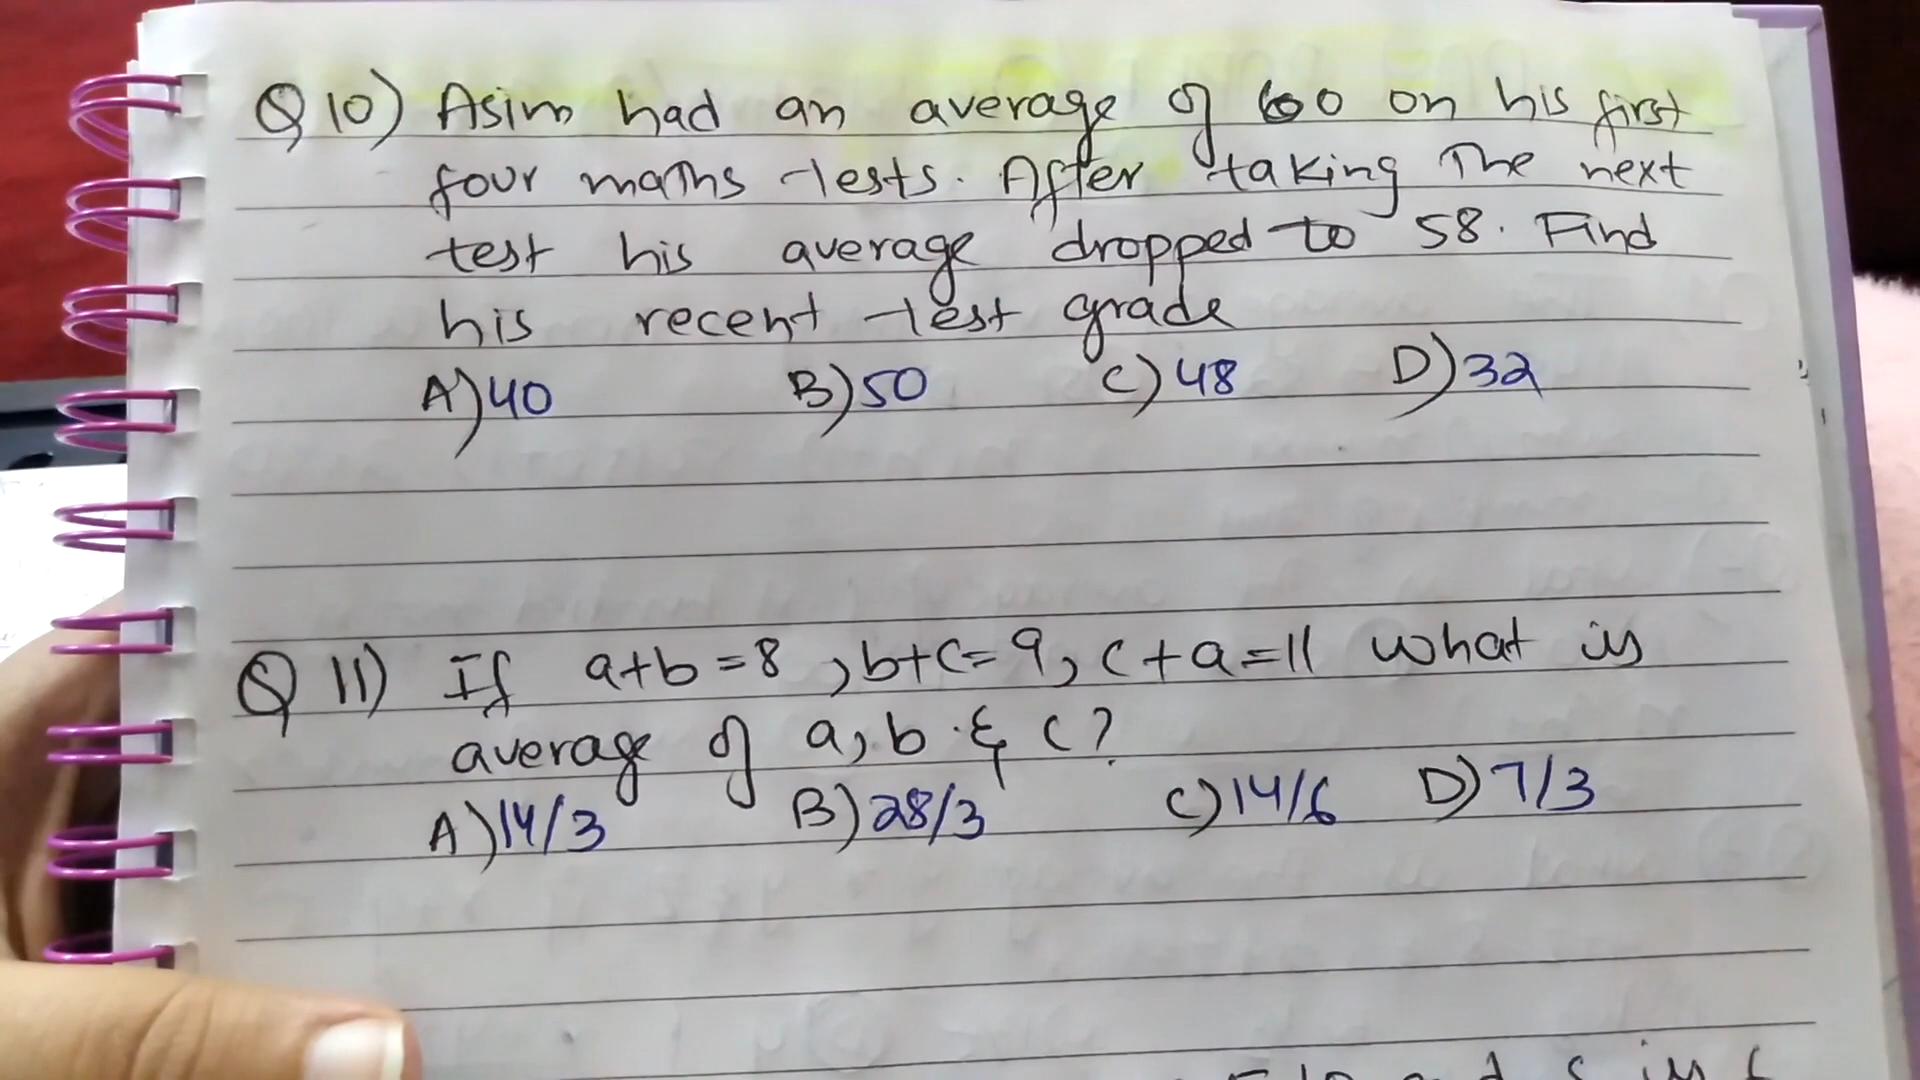 Q 10) Asim had an average of 60 on his first
four maths tests. After taking The next
test his average dropped to 58. Find
his recent test grade
A) 40 B) 50 C) 48 D) 32
Q 11) If a+b=8, b+c=9, c+a=11 what is
average of a, b & c?
A) 14/3 B) 28/3 C) 14/6 D) 7/3